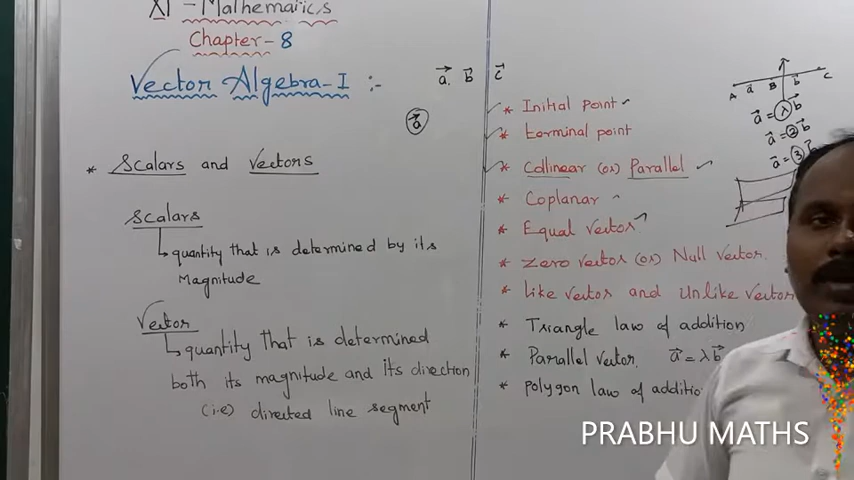 XI - Mathematics
Chapter - 8
Vector Algebra - I :-
a⃗. b⃗ c⃗
a⃗
* Scalars and Vectors
Scalars
quantity that is determined by its
Magnitude
Vector
quantity that is determined
both its magnitude and its direction
(i.e) directed line segment
* Initial point
* terminal point
* Collinear (or) Parallel
* Coplanar
* Equal Vector
* Zero Vector (or) Null Vector.
* Like vector and Unlike Vector
* Triangle law of addition
* Parallel Vector. a⃗ = λb⃗
* polygon law of additio
A a⃗ B b⃗ C
a⃗ = λ b⃗
a⃗ = 2 b⃗
a⃗ = 3
PRABHU MATHS